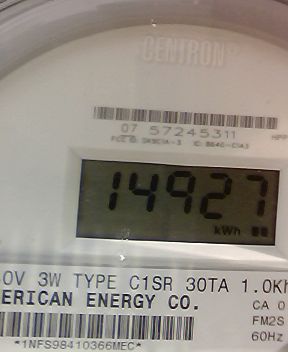 CENTRON®
07 57245311
14927
kWh
0V 3W TYPE C1SR 30TA 1.0Kh
ERICAN ENERGY CO.
CA 0
FM2S
60Hz
*1NFS98410366MEC*